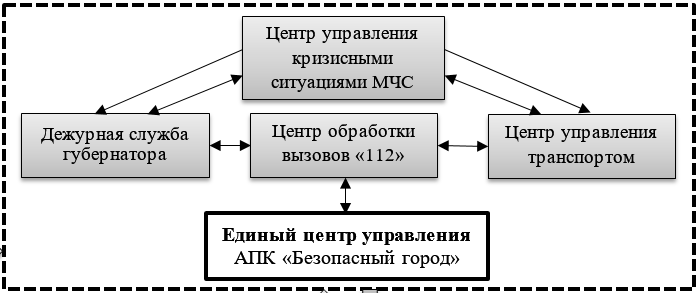 Центр управления
кризисными
ситуациями МЧС
Дежурная служба
губернатора
Центр обработки
вызовов «112»
Центр управления
транспортом
Единый центр управления
АПК «Безопасный город»